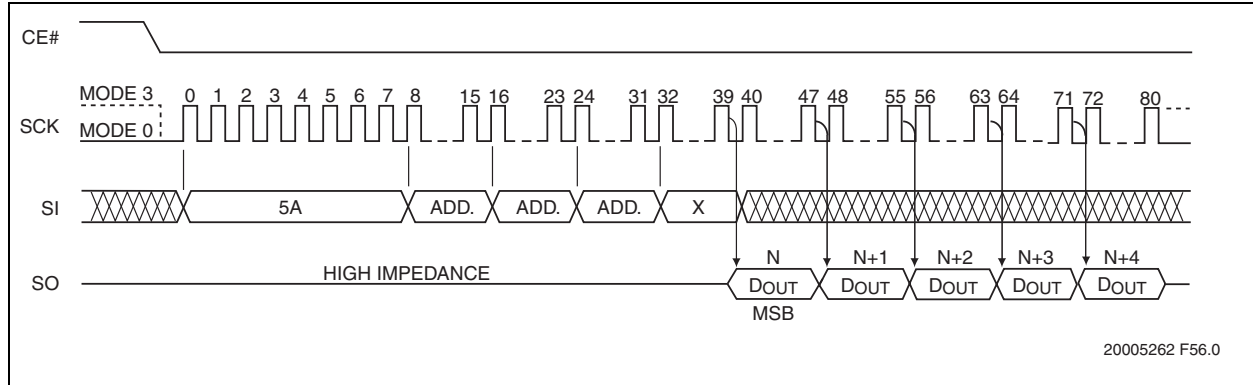 CE#
MODE 3
0 1 2 3 4 5 6 7 8 15 16 23 24 31 32 39 40 47 48 55 56 63 64 71 72 80
SCK
MODE 0
SI
5A ADD. ADD. ADD. X
N N+1 N+2 N+3 N+4
HIGH IMPEDANCE
SO
DOUT DOUT DOUT DOUT DOUT
MSB
20005262 F56.0